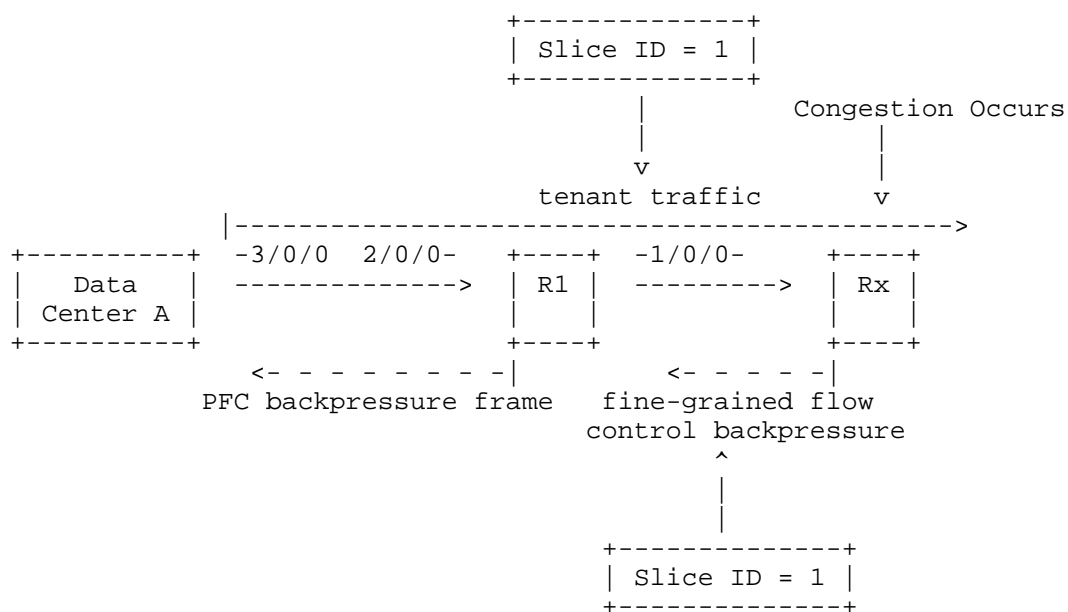 Slice ID = 1
Congestion Occurs
tenant traffic
-3/0/0 2/0/0- -1/0/0-
Data R1 Rx
Center A
PFC backpressure frame fine-grained flow
control backpressure
Slice ID = 1